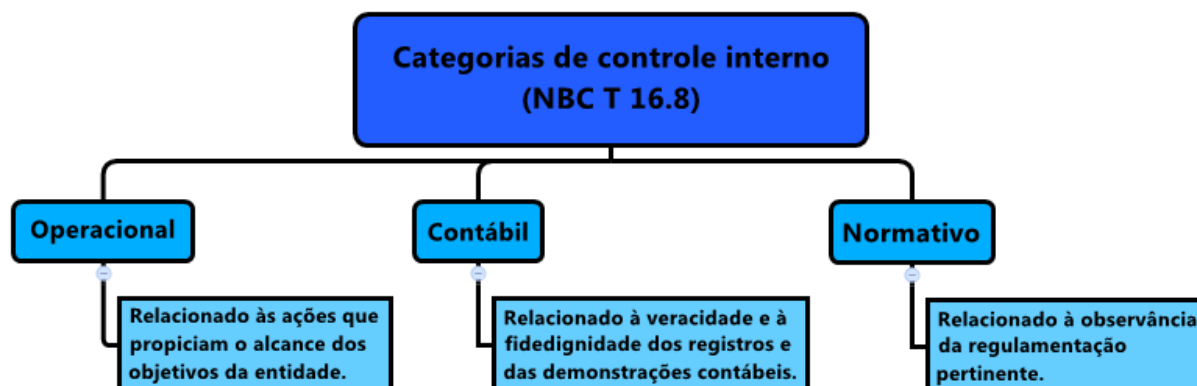 Categorias de controle interno
(NBC T 16.8)
Operacional
Contábil
Normativo
Relacionado às ações que
propiciam o alcance dos
objetivos da entidade.
Relacionado à veracidade e à
fidedignidade dos registros e
das demonstrações contábeis.
Relacionado à observância
da regulamentação
pertinente.